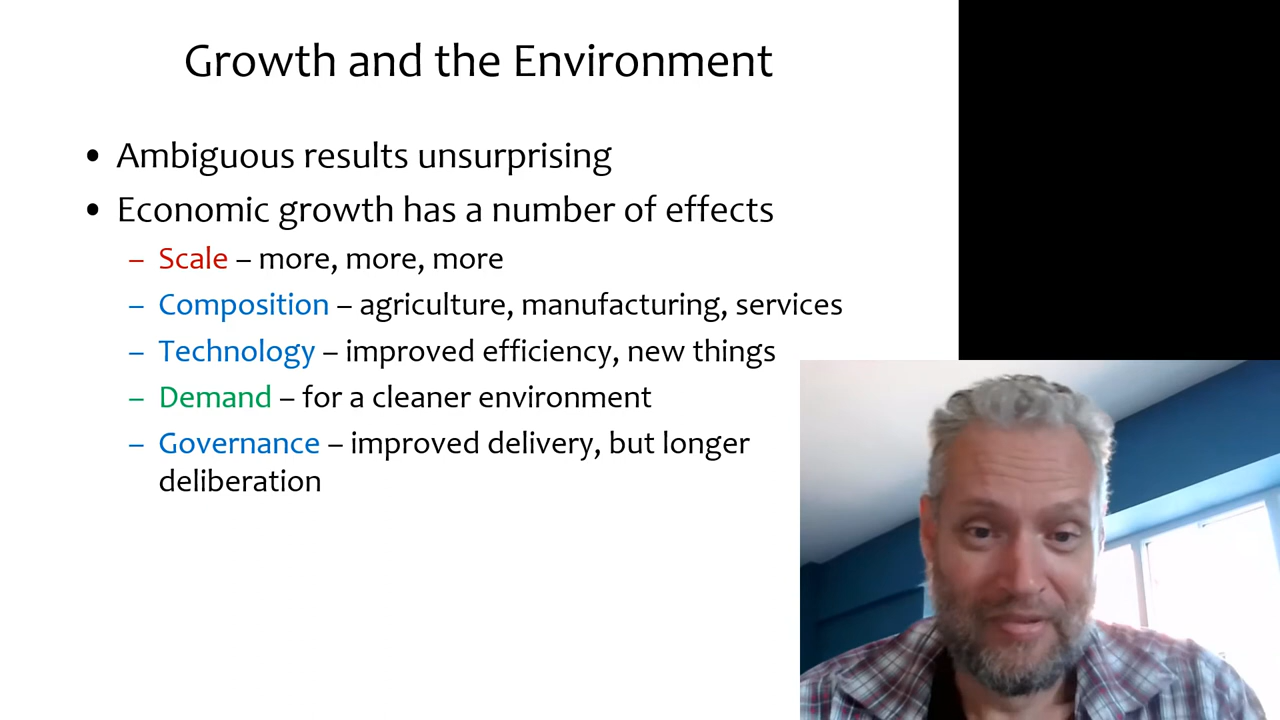 Growth and the Environment
• Ambiguous results unsurprising
• Economic growth has a number of effects
– Scale – more, more, more
– Composition – agriculture, manufacturing, services
– Technology – improved efficiency, new things
– Demand – for a cleaner environment
– Governance – improved delivery, but longer
deliberation